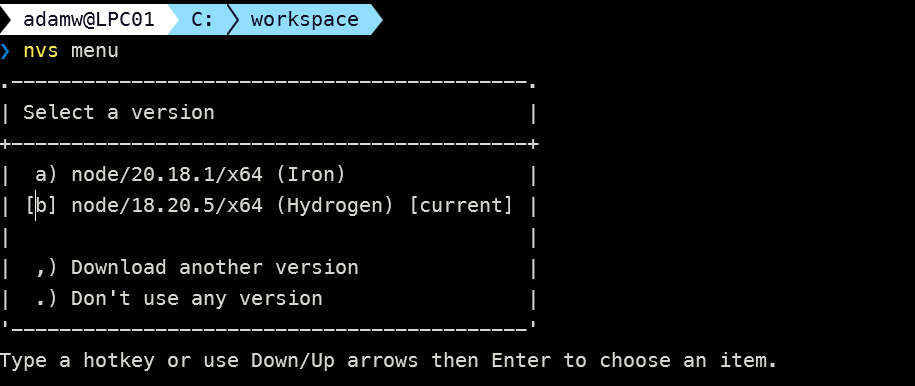 adamw@LPC01 C: workspace
❯ nvs menu
.-------------------------------------------.
| Select a version                          |
+-------------------------------------------+
|  a) node/20.18.1/x64 (Iron)               |
| [b] node/18.20.5/x64 (Hydrogen) [current] |
|                                           |
|  ,) Download another version              |
|  .) Don't use any version                 |
'-------------------------------------------'
Type a hotkey or use Down/Up arrows then Enter to choose an item.